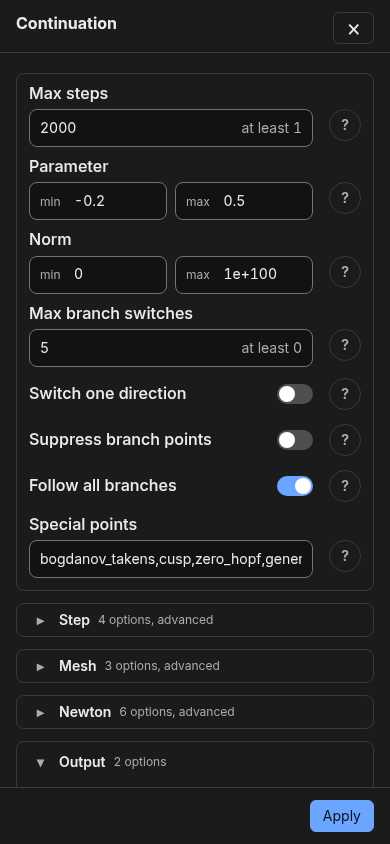 Continuation
×
Max steps
2000 at least 1 ?
Parameter
min -0.2 max 0.5 ?
Norm
min 0 max 1e+100 ?
Max branch switches
5 at least 0 ?
Switch one direction ?
Suppress branch points ?
Follow all branches ?
Special points
bogdanov_takens,cusp,zero_hopf,gener ?
▶ Step 4 options, advanced
▶ Mesh 3 options, advanced
▶ Newton 6 options, advanced
▼ Output 2 options
Apply